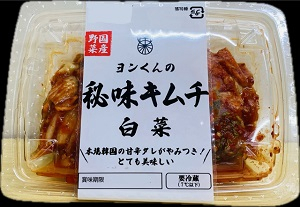 国産
野菜
ヨンくんの
秘味キムチ
白菜
本場韓国の甘辛ダレがやみつき!
とても美味しい
賞味期限
要冷蔵